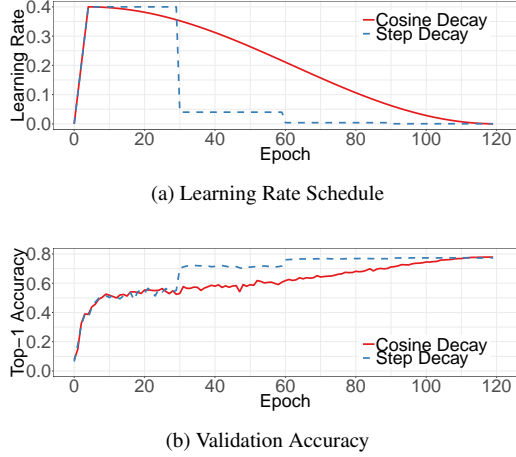 0.4
0.3
0.2
0.1
0.0
Learning Rate
Cosine Decay
Step Decay
0 20 40 60 80 100 120
Epoch
(a) Learning Rate Schedule
0.8
0.6
0.4
0.2
0.0
Top−1 Accuracy
Cosine Decay
Step Decay
0 20 40 60 80 100 120
Epoch
(b) Validation Accuracy